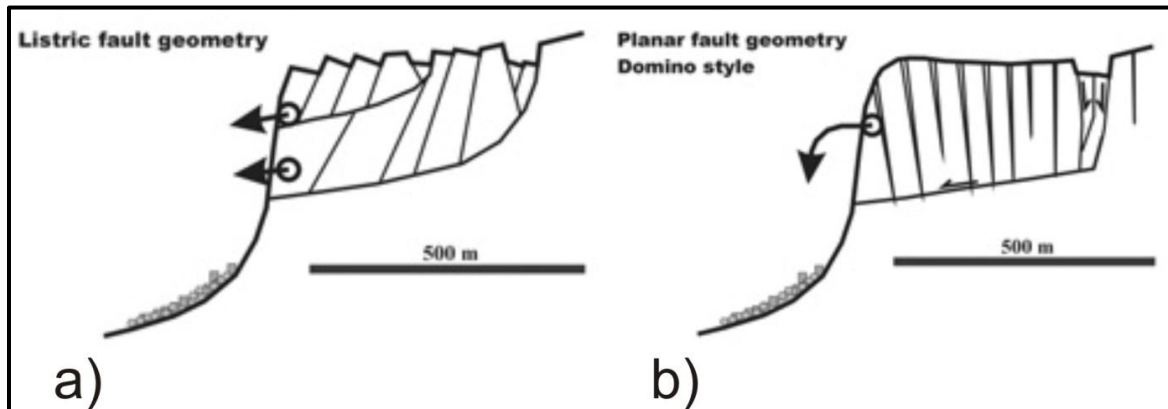 Listric fault geometry
500 m
a)
Planar fault geometry
Domino style
500 m
b)